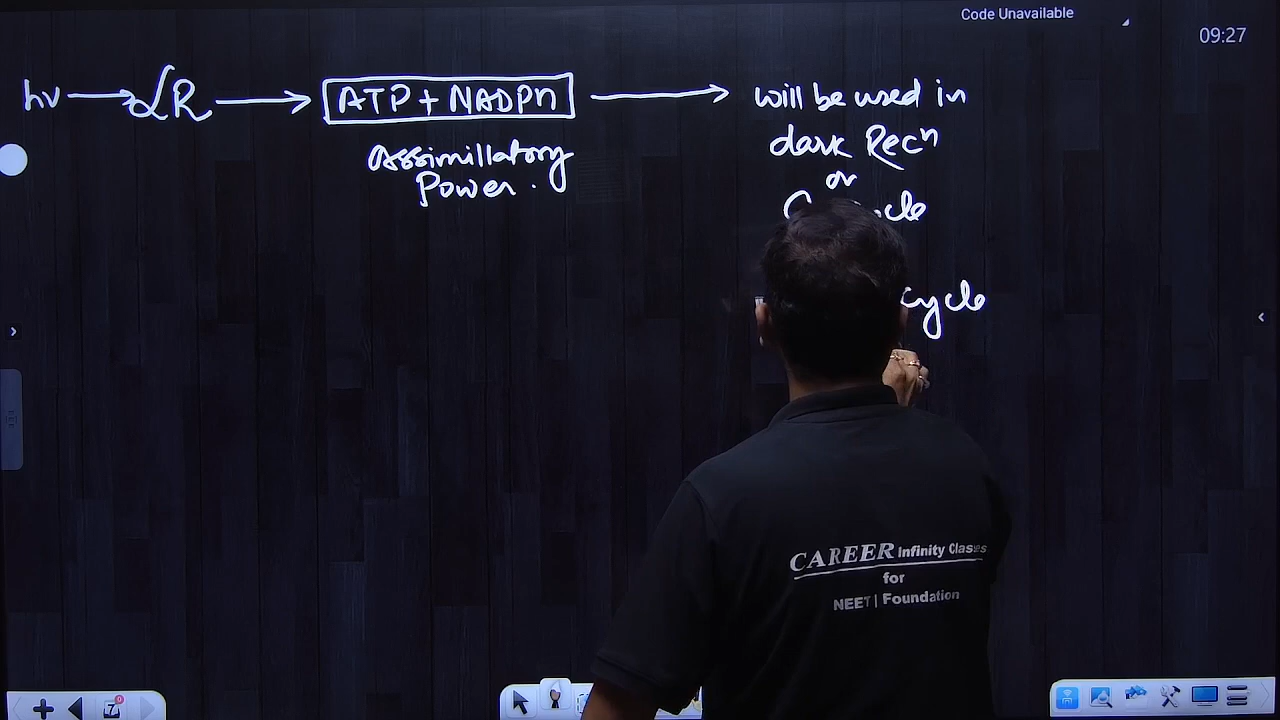 Code Unavailable
09:27
hν → LR → ATP + NADPH → will be used in
Assimillatory
Power.
dark Recⁿ
or
cycle
CAREER Infinity Classes
for
NEET | Foundation